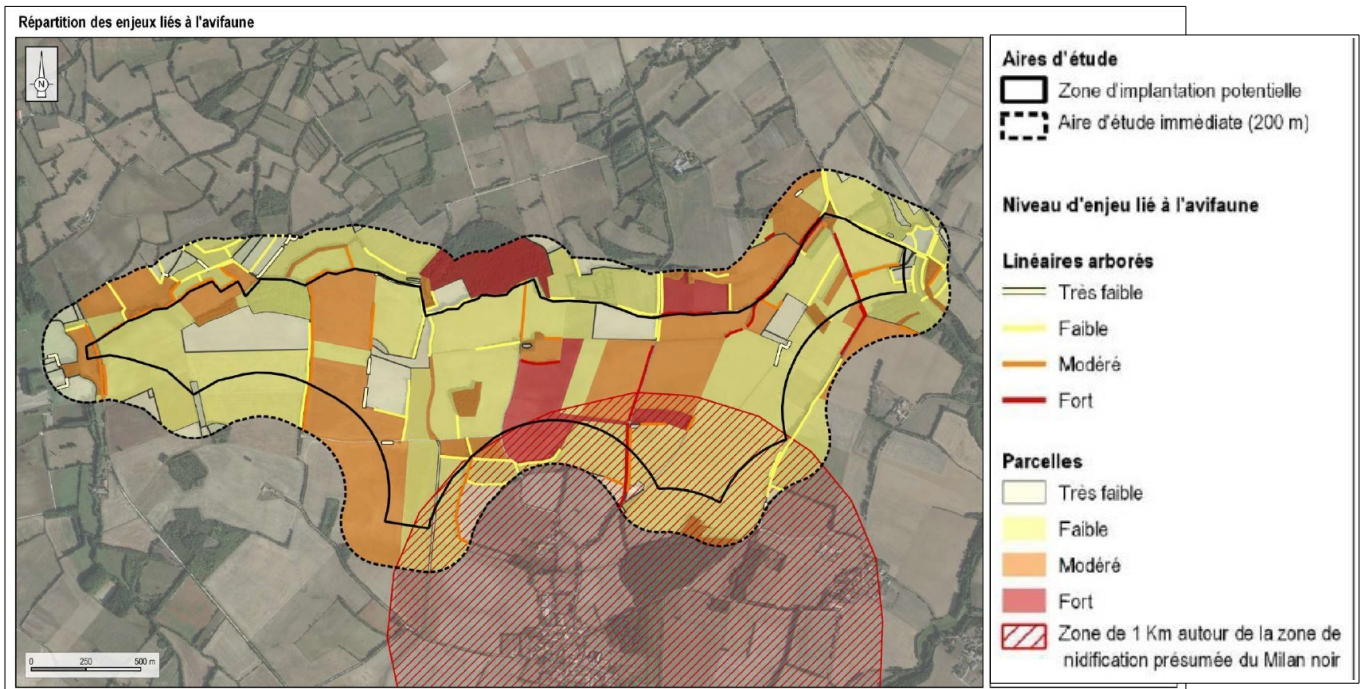 Répartition des enjeux liés à l'avifaune
N
0 250 500 m
Aires d'étude
Zone d'implantation potentielle
Aire d'étude immédiate (200 m)
Niveau d'enjeu lié à l'avifaune
Linéaires arborés
Très faible
Faible
Modéré
Fort
Parcelles
Très faible
Faible
Modéré
Fort
Zone de 1 Km autour de la zone de
nidification présumée du Milan noir